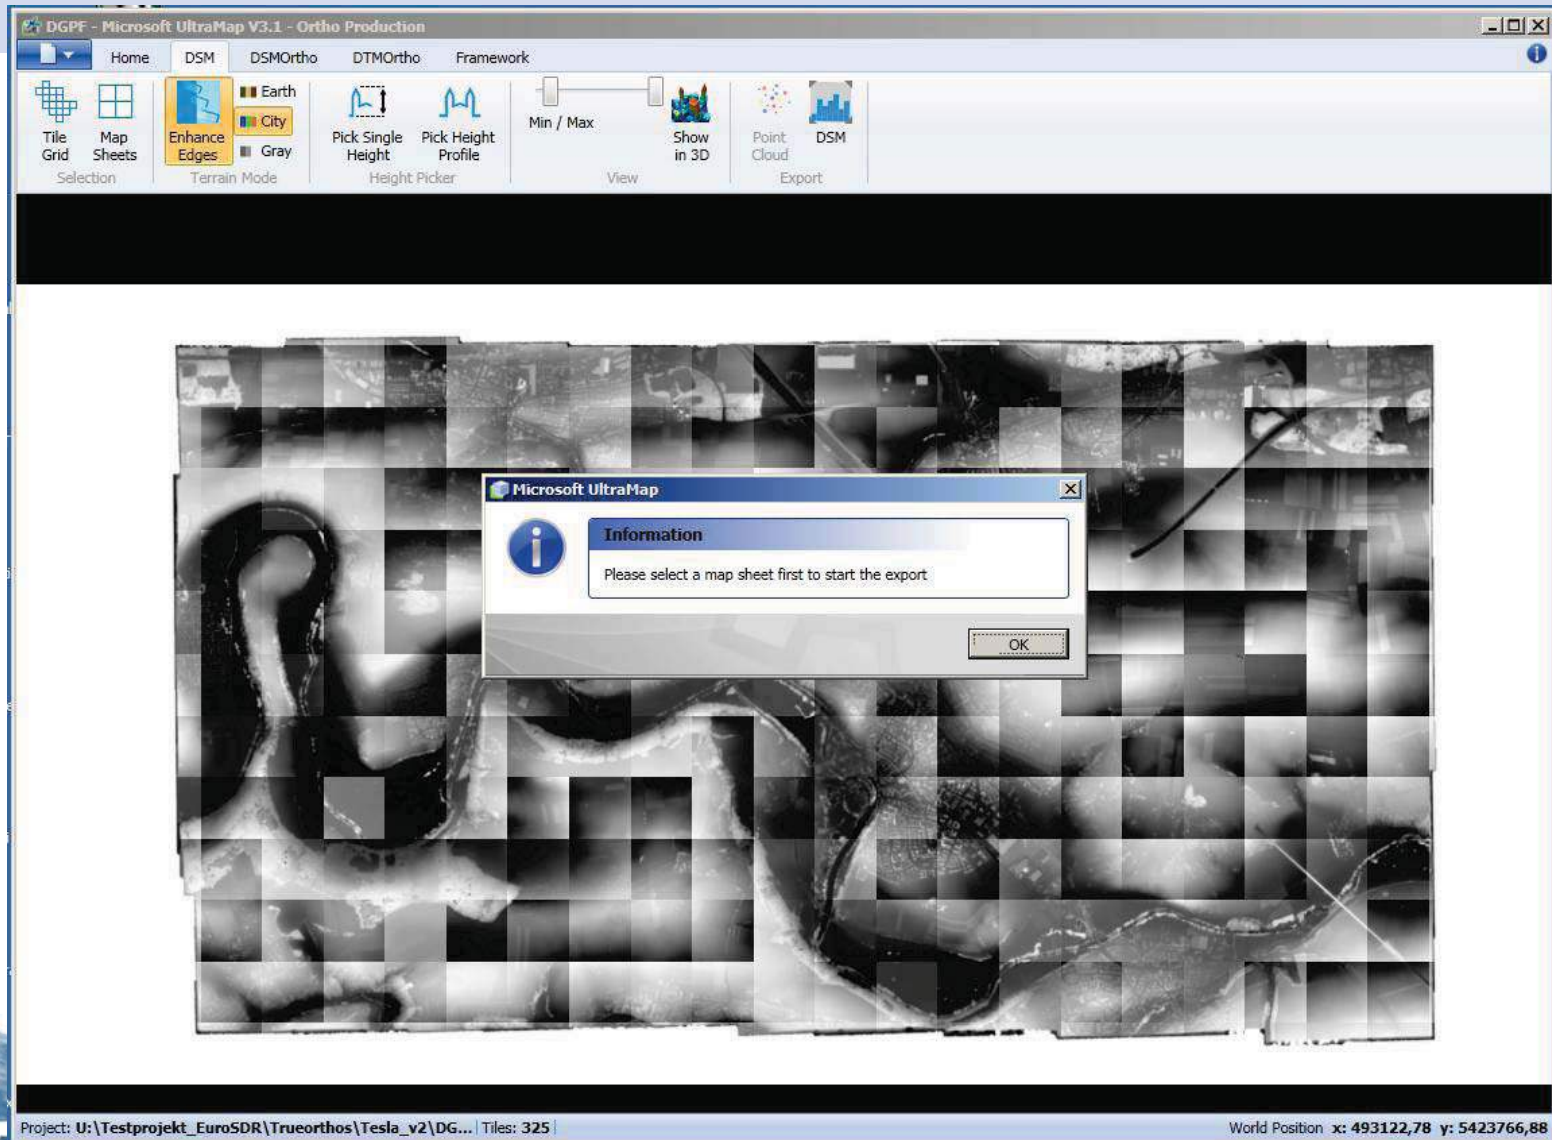 DGPF - Microsoft UltraMap V3.1 - Ortho Production
Home DSM DSMOrtho DTMOrtho Framework
Tile Grid
Map Sheets
Selection
Enhance Edges
Earth
City
Gray
Terrain Mode
Pick Single Height
Pick Height Profile
Height Picker
Min / Max
Show in 3D
View
Point Cloud
DSM
Export
Microsoft UltraMap
Information
Please select a map sheet first to start the export
OK
Project: U:\Testprojekt_EuroSDR\Trueorthos\Tesla_v2\DG... Tiles: 325
World Position x: 493122,78 y: 5423766,88